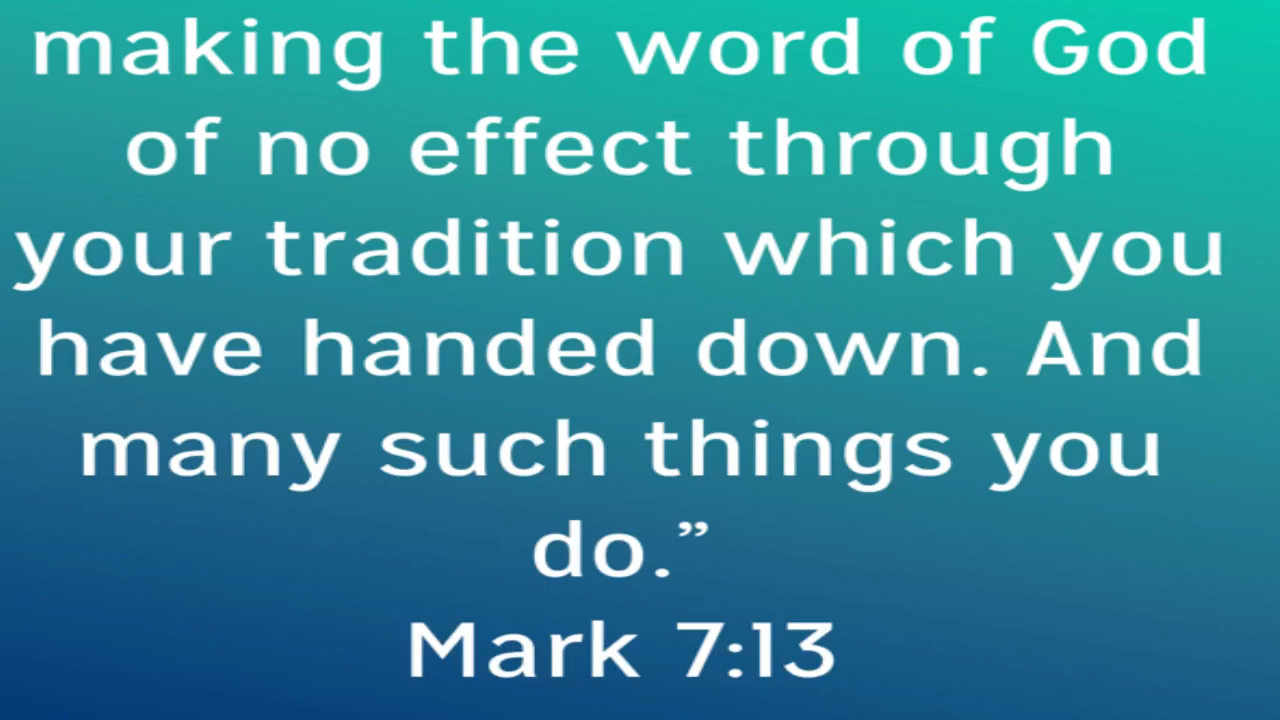 making the word of God
of no effect through
your tradition which you
have handed down. And
many such things you
do.”
Mark 7:13